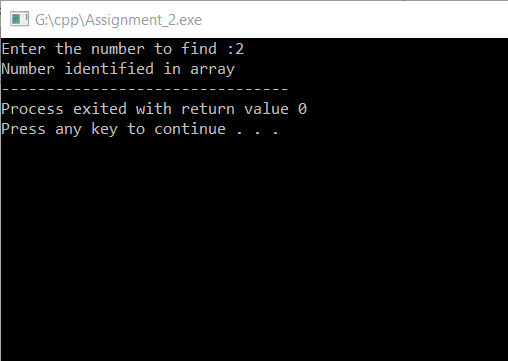 G:\cpp\Assignment_2.exe
Enter the number to find :2
Number identified in array
--------------------------------
Process exited with return value 0
Press any key to continue . . .